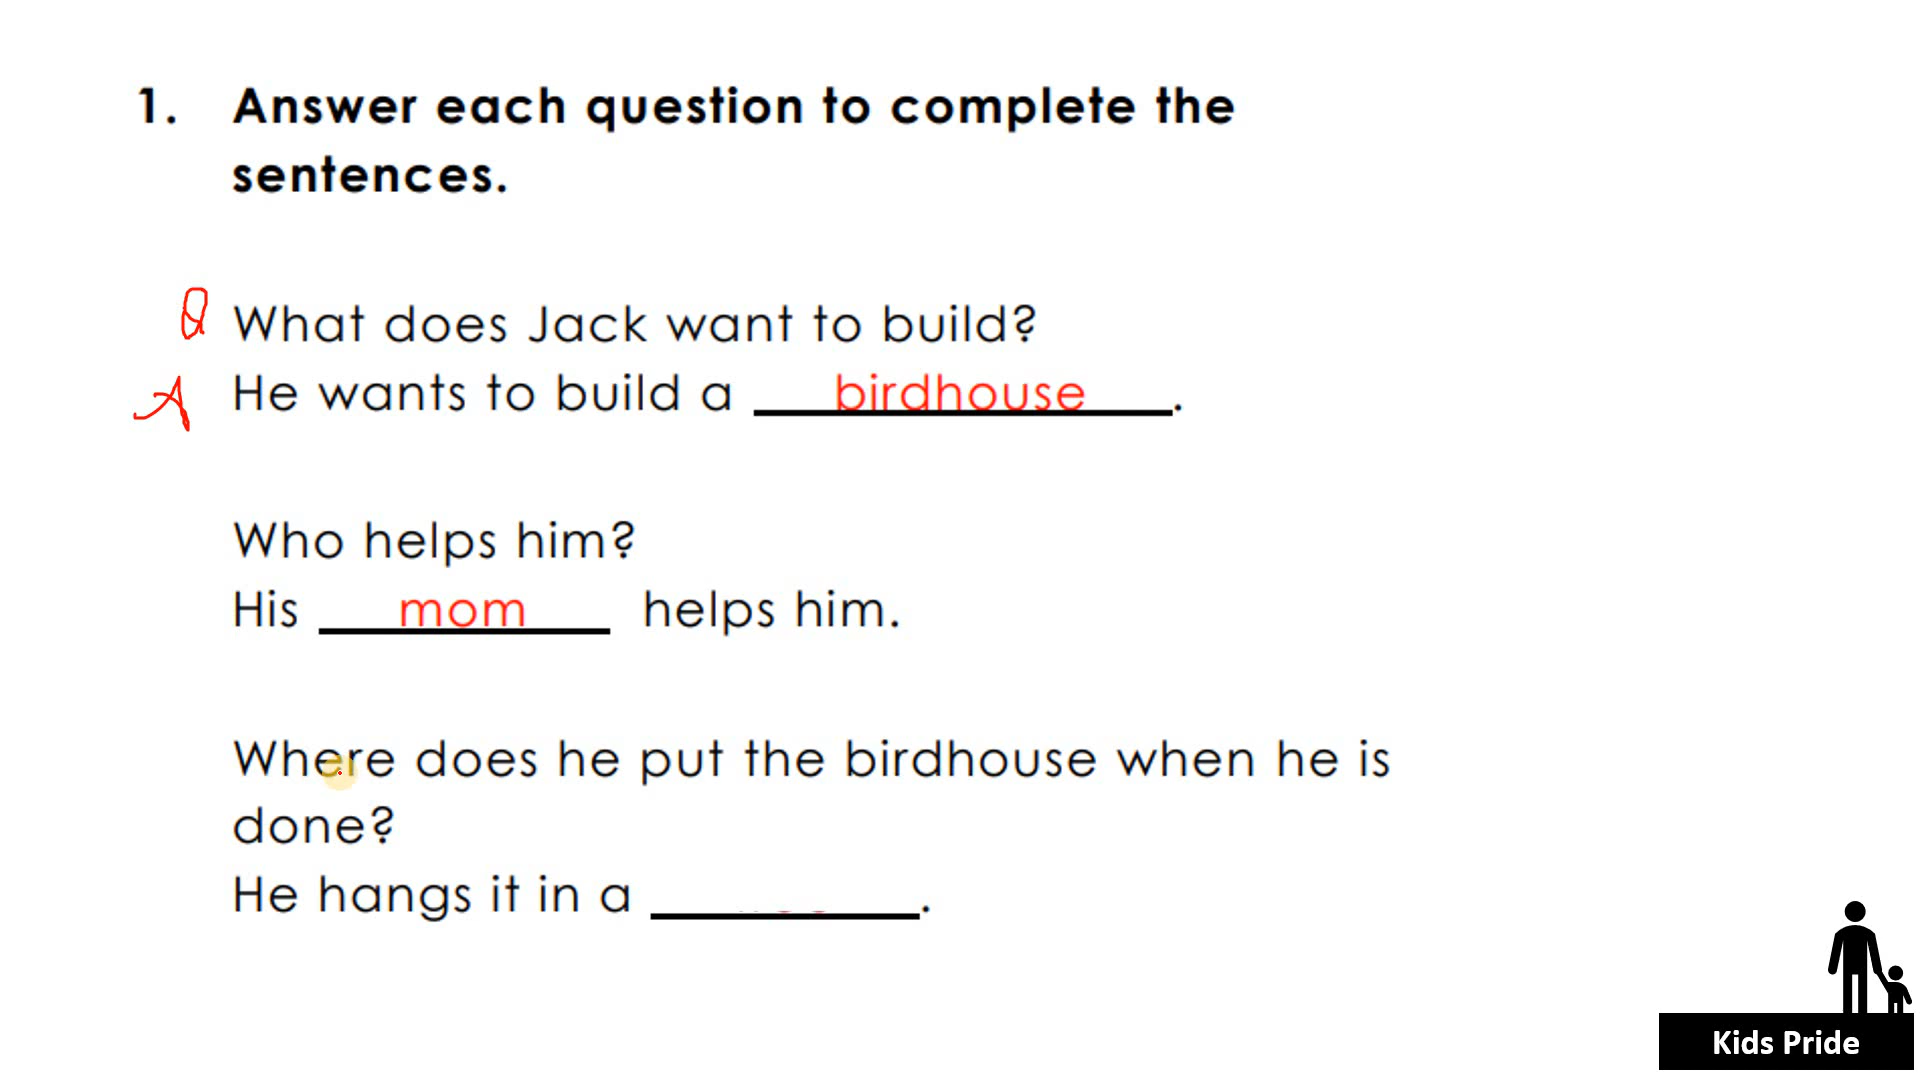 1. Answer each question to complete the
sentences.
Q What does Jack want to build?
A He wants to build a birdhouse.
Who helps him?
His mom helps him.
Where does he put the birdhouse when he is
done?
He hangs it in a ________.
Kids Pride